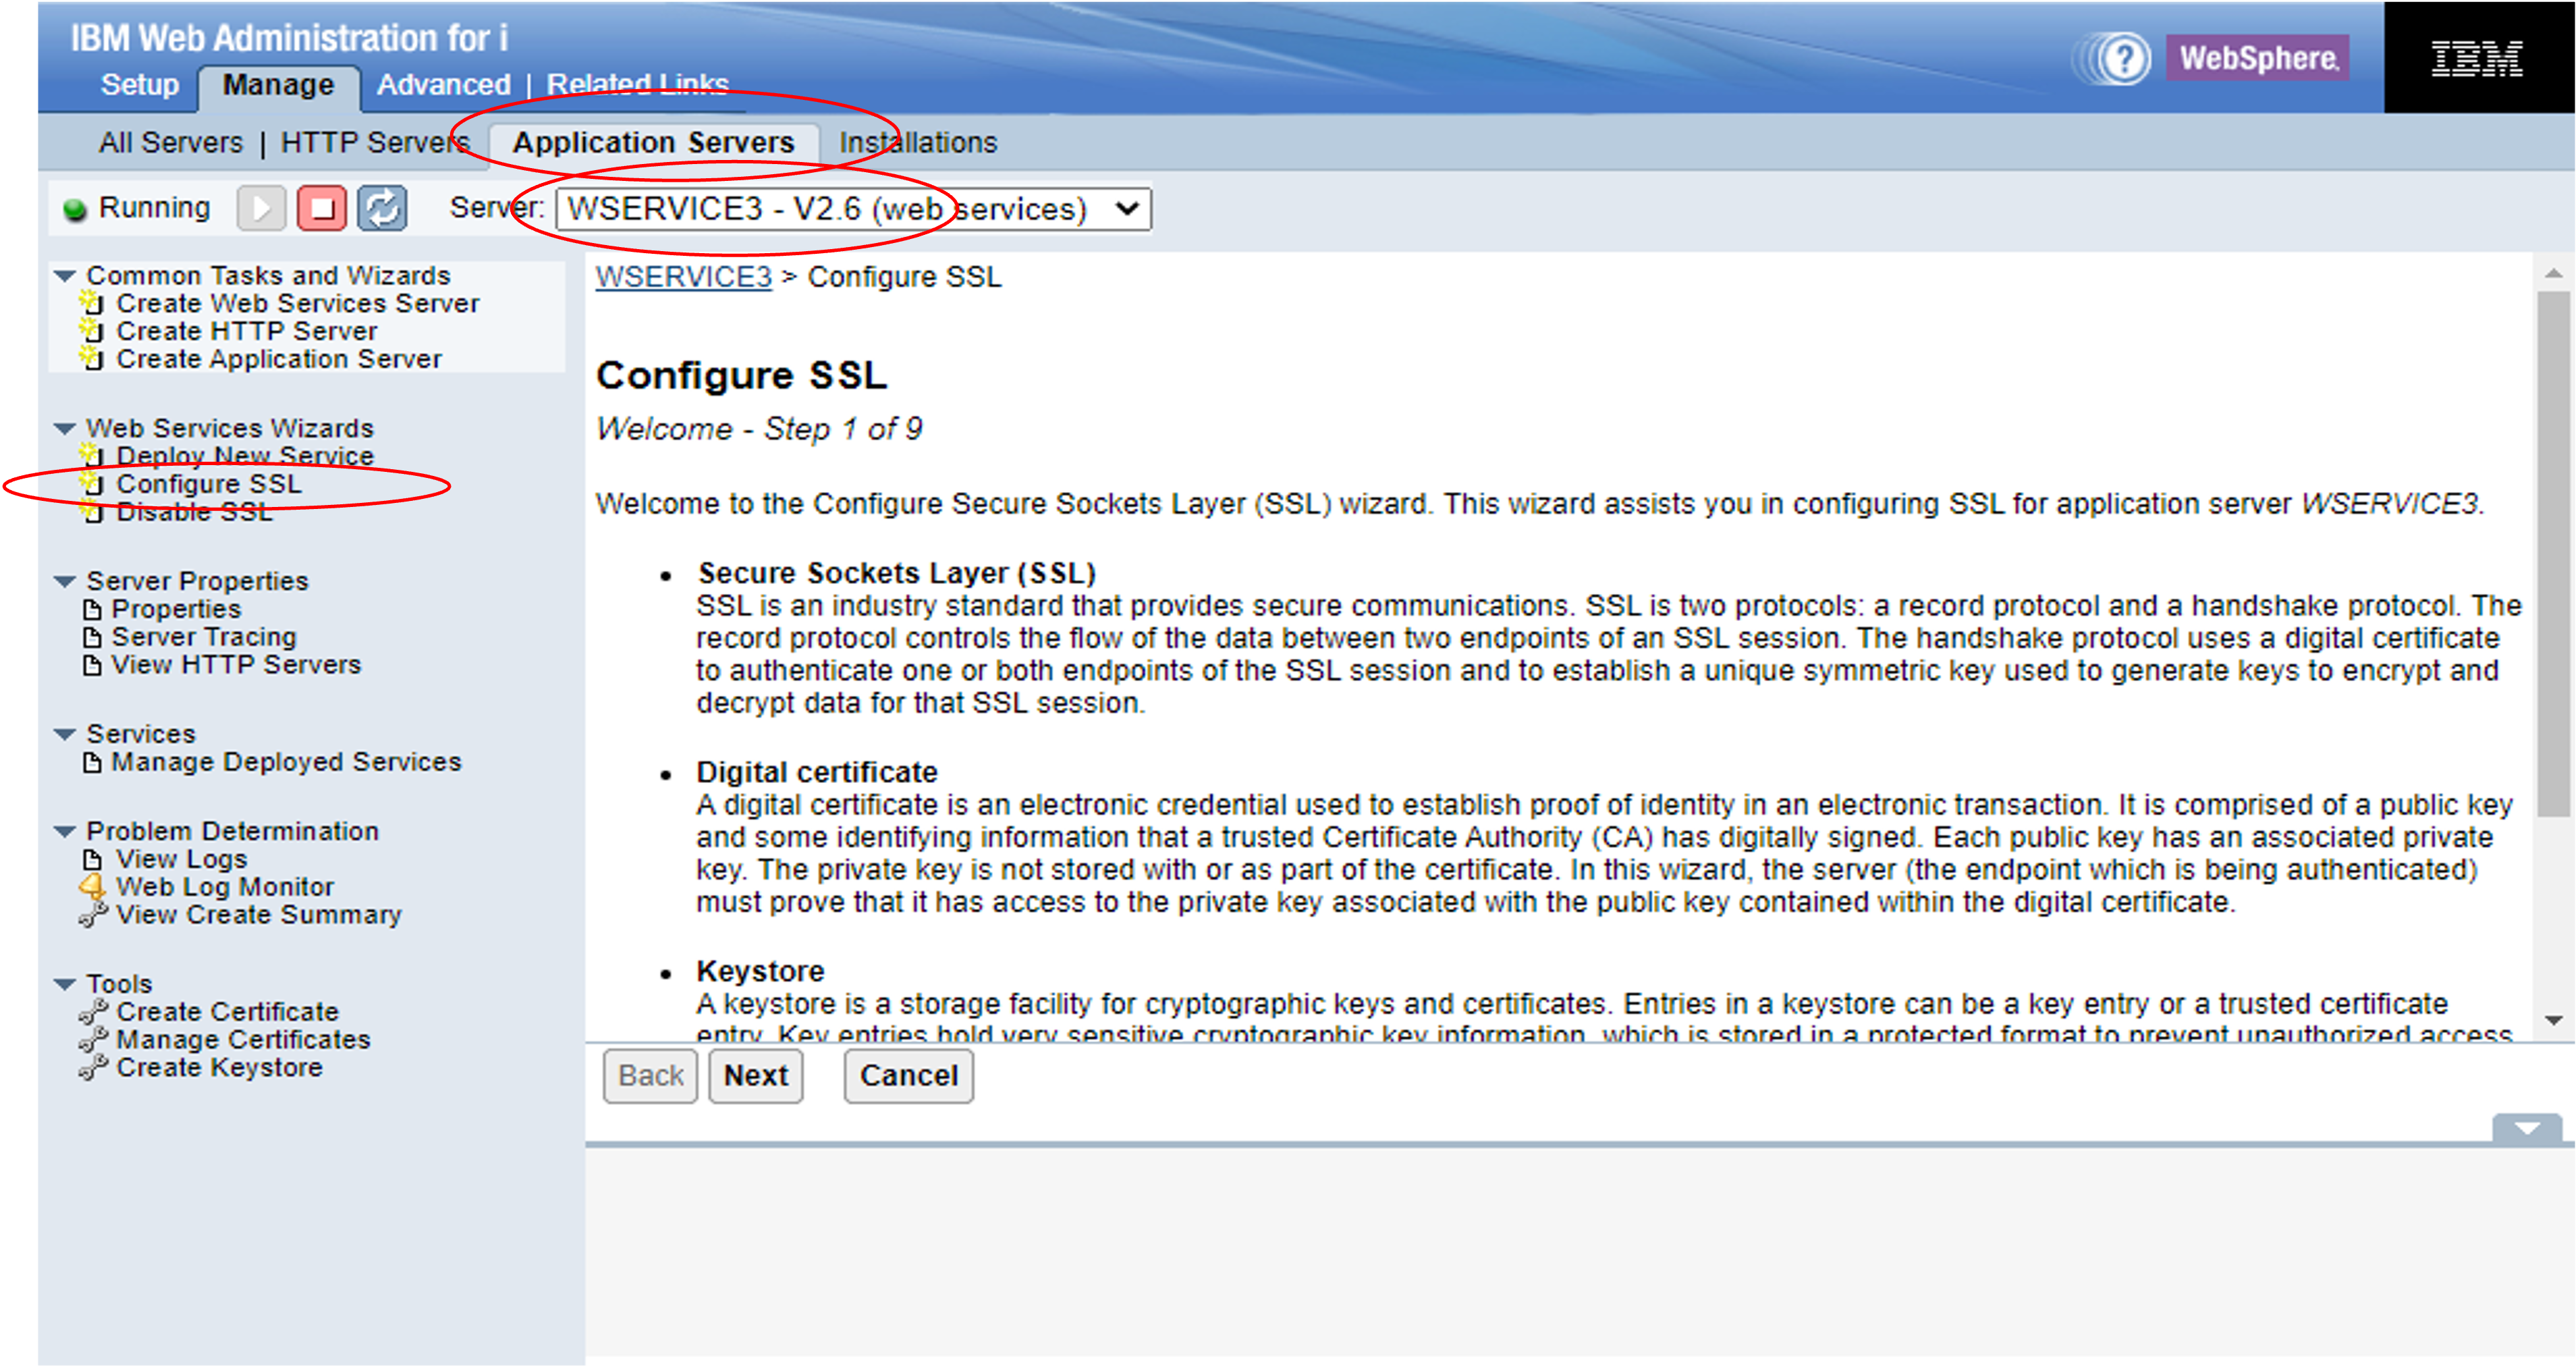 IBM Web Administration for i
WebSphere.
IBM
Setup Manage Advanced | Related Links
All Servers | HTTP Servers Application Servers Installations
Running Server: WSERVICE3 - V2.6 (web services)
Common Tasks and Wizards
Create Web Services Server
Create HTTP Server
Create Application Server
Web Services Wizards
Deploy New Service
Configure SSL
Disable SSL
Server Properties
Properties
Server Tracing
View HTTP Servers
Services
Manage Deployed Services
Problem Determination
View Logs
Web Log Monitor
View Create Summary
Tools
Create Certificate
Manage Certificates
Create Keystore
WSERVICE3 > Configure SSL
Configure SSL
Welcome - Step 1 of 9
Welcome to the Configure Secure Sockets Layer (SSL) wizard. This wizard assists you in configuring SSL for application server WSERVICE3.
• Secure Sockets Layer (SSL)
SSL is an industry standard that provides secure communications. SSL is two protocols: a record protocol and a handshake protocol. The
record protocol controls the flow of the data between two endpoints of an SSL session. The handshake protocol uses a digital certificate
to authenticate one or both endpoints of the SSL session and to establish a unique symmetric key used to generate keys to encrypt and
decrypt data for that SSL session.
• Digital certificate
A digital certificate is an electronic credential used to establish proof of identity in an electronic transaction. It is comprised of a public key
and some identifying information that a trusted Certificate Authority (CA) has digitally signed. Each public key has an associated private
key. The private key is not stored with or as part of the certificate. In this wizard, the server (the endpoint which is being authenticated)
must prove that it has access to the private key associated with the public key contained within the digital certificate.
• Keystore
A keystore is a storage facility for cryptographic keys and certificates. Entries in a keystore can be a key entry or a trusted certificate
entry. Key entries hold very sensitive cryptographic key information, which is stored in a protected format to prevent unauthorized access.
Back Next Cancel